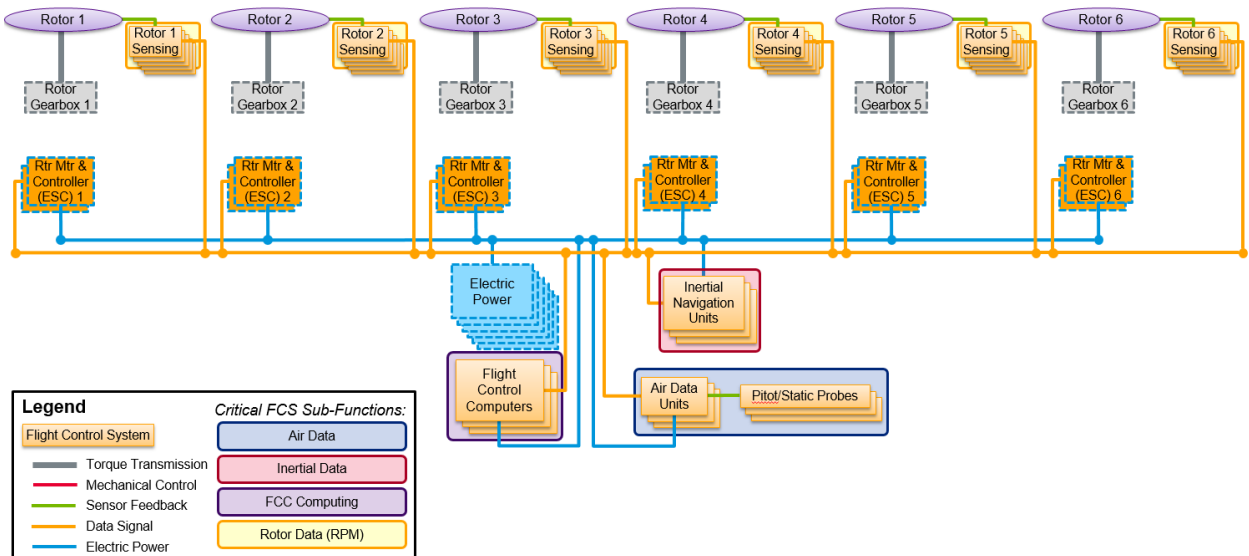 Rotor 1
Rotor 2
Rotor 3
Rotor 4
Rotor 5
Rotor 6
Rotor 1
Sensing
Rotor 2
Sensing
Rotor 3
Sensing
Rotor 4
Sensing
Rotor 5
Sensing
Rotor 6
Sensing
Rotor
Gearbox 1
Rotor
Gearbox 2
Rotor
Gearbox 3
Rotor
Gearbox 4
Rotor
Gearbox 5
Rotor
Gearbox 6
Rtr Mtr &
Controller
(ESC) 1
Rtr Mtr &
Controller
(ESC) 2
Rtr Mtr &
Controller
(ESC) 3
Rtr Mtr &
Controller
(ESC) 4
Rtr Mtr &
Controller
(ESC) 5
Rtr Mtr &
Controller
(ESC) 6
Electric
Power
Inertial
Navigation
Units
Flight
Control
Computers
Air Data
Units
Pitot/Static Probes
Legend
Flight Control System
Torque Transmission
Mechanical Control
Sensor Feedback
Data Signal
Electric Power
Critical FCS Sub-Functions:
Air Data
Inertial Data
FCC Computing
Rotor Data (RPM)